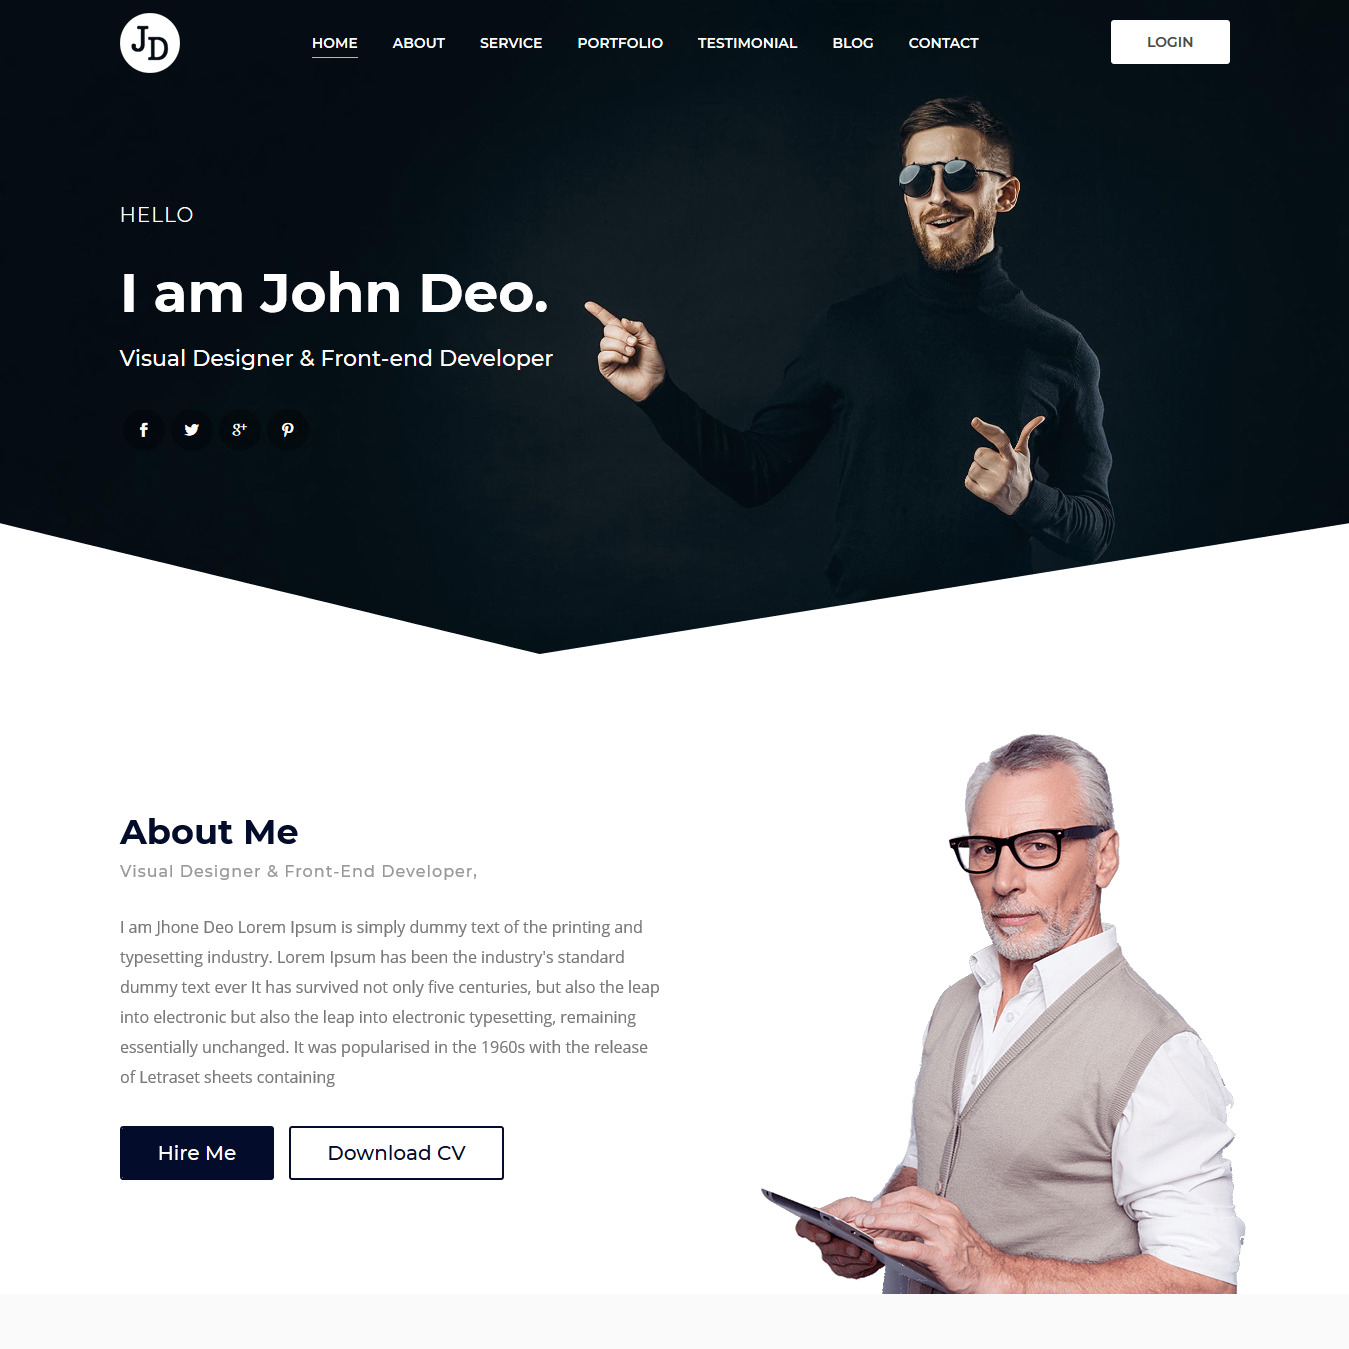 JD
HOME ABOUT SERVICE PORTFOLIO TESTIMONIAL BLOG CONTACT LOGIN
HELLO
I am John Deo.
Visual Designer & Front-end Developer
About Me
Visual Designer & Front-End Developer,
I am Jhone Deo Lorem Ipsum is simply dummy text of the printing and
typesetting industry. Lorem Ipsum has been the industry's standard
dummy text ever It has survived not only five centuries, but also the leap
into electronic but also the leap into electronic typesetting, remaining
essentially unchanged. It was popularised in the 1960s with the release
of Letraset sheets containing
Hire Me Download CV